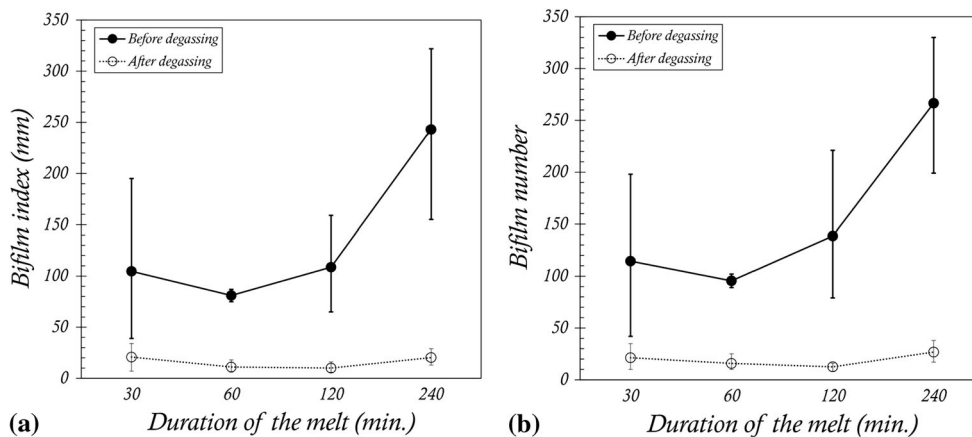 350
300
250
200
150
100
50
0
Bifilm index (mm)
Before degassing
After degassing
30 60 120 240
Duration of the melt (min.)
(a)
350
300
250
200
150
100
50
0
Bifilm number
Before degassing
After degassing
30 60 120 240
Duration of the melt (min.)
(b)